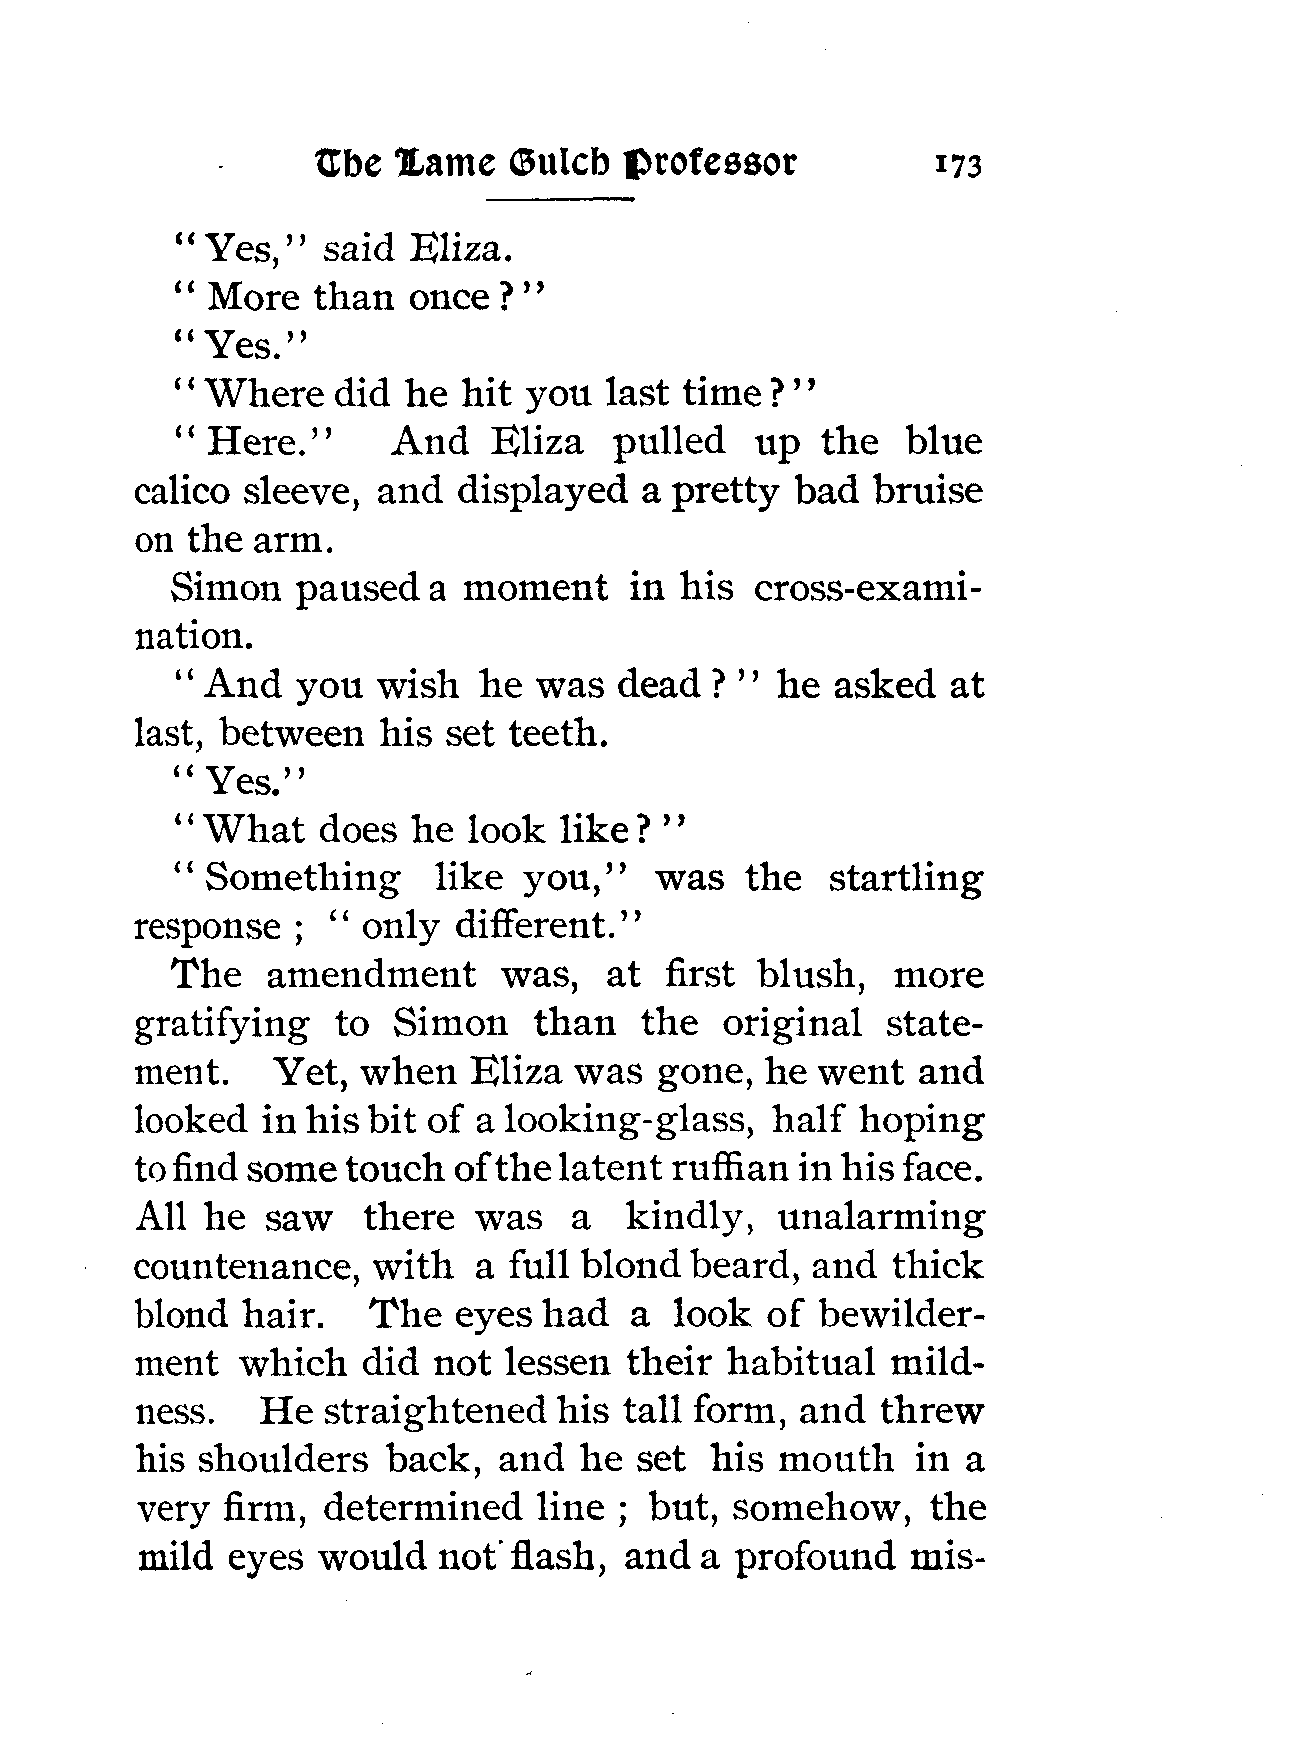 The Lame Gulch Professor 173
"Yes," said Eliza.
"More than once?"
"Yes."
"Where did he hit you last time?"
"Here." And Eliza pulled up the blue
calico sleeve, and displayed a pretty bad bruise
on the arm.
Simon paused a moment in his cross-exami-
nation.
"And you wish he was dead?" he asked at
last, between his set teeth.
"Yes."
"What does he look like?"
"Something like you," was the startling
response; "only different."
The amendment was, at first blush, more
gratifying to Simon than the original state-
ment. Yet, when Eliza was gone, he went and
looked in his bit of a looking-glass, half hoping
to find some touch of the latent ruffian in his face.
All he saw there was a kindly, unalarming
countenance, with a full blond beard, and thick
blond hair. The eyes had a look of bewilder-
ment which did not lessen their habitual mild-
ness. He straightened his tall form, and threw
his shoulders back, and he set his mouth in a
very firm, determined line; but, somehow, the
mild eyes would not flash, and a profound mis-